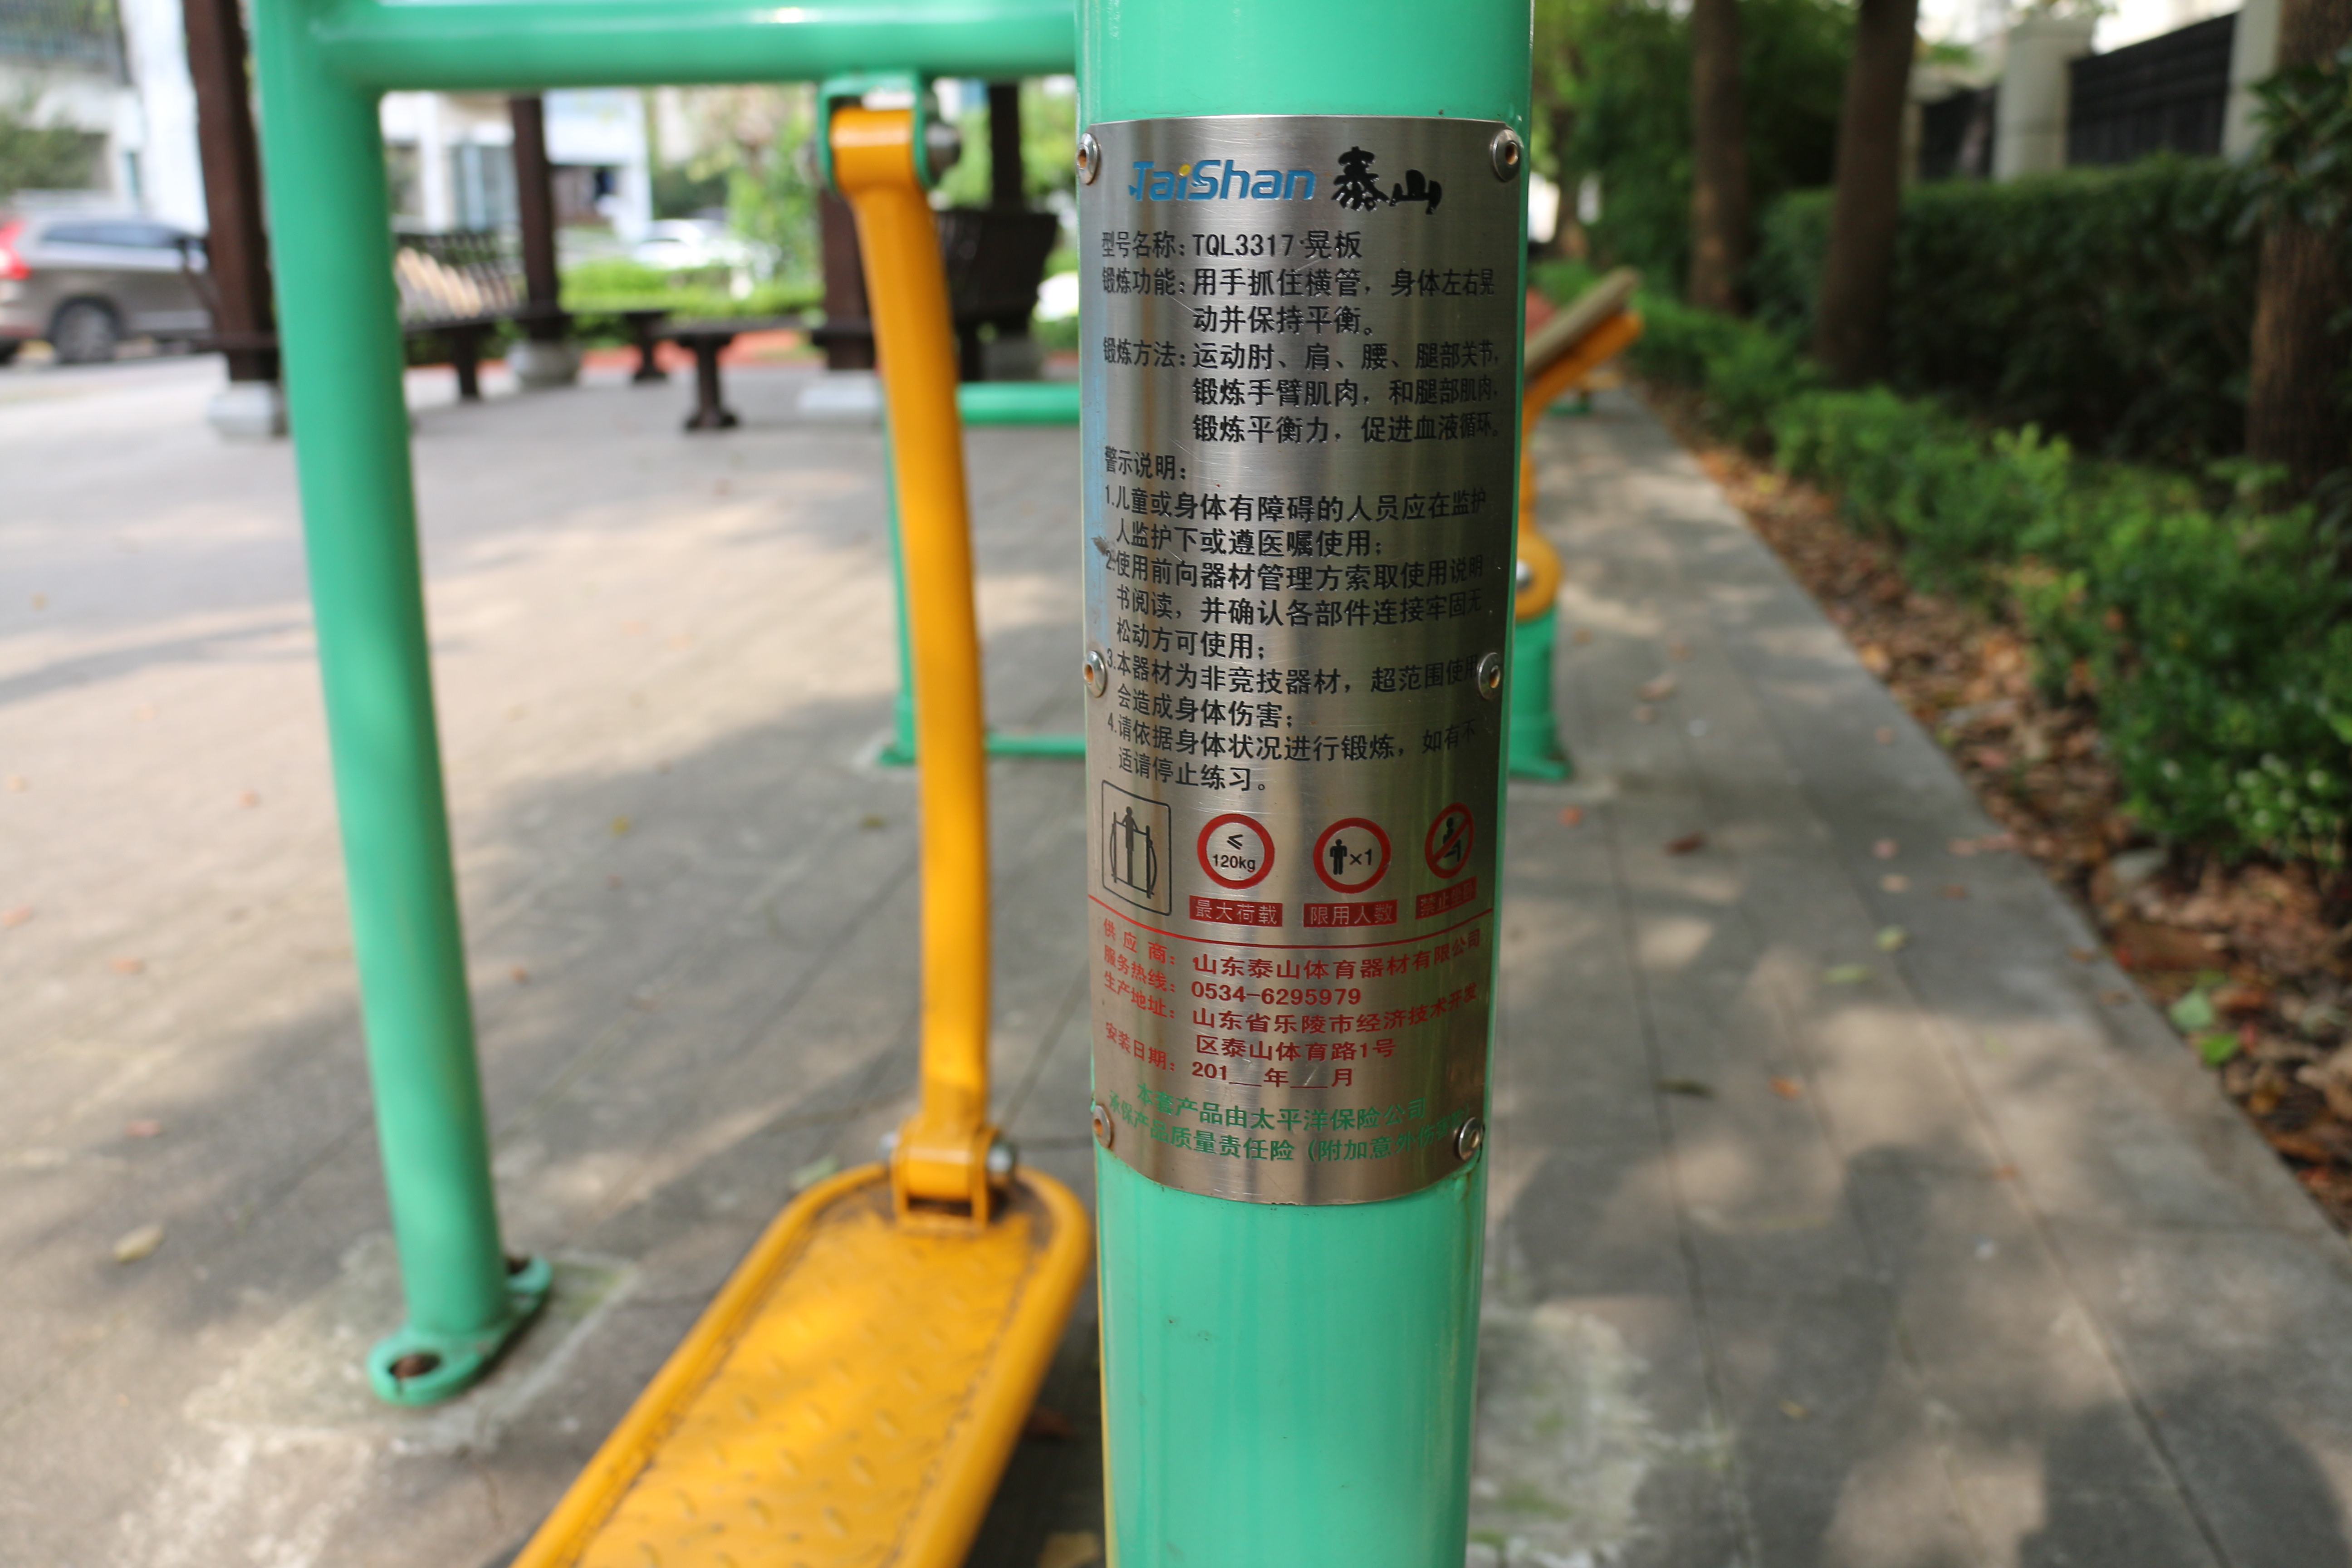 TaiShan 泰山
型号名称：TQL3317 晃板
锻炼功能：用手抓住横管，身体左右晃
动并保持平衡。
锻炼方法：运动肘、肩、腰、腿部关节，
锻炼手臂肌肉，和腿部肌肉，
锻炼平衡力，促进血液循环。
警示说明：
1.儿童或身体有障碍的人员应在监护
人监护下或遵医嘱使用；
2.使用前向器材管理方索取使用说明
书阅读，并确认各部件连接牢固无
松动方可使用；
3.本器材为非竞技器材，超范围使用
会造成身体伤害；
4.请依据身体状况进行锻炼，如有不
适请停止练习。
≤
120kg
×1
最大荷载 限用人数 禁止
供应商：山东泰山体育器材有限公司
服务热线：0534-6295979
生产地址：山东省乐陵市经济技术开发
区泰山体育路1号
安装日期：201__年__月
本套产品由太平洋保险公司
承保产品质量责任险（附加意外伤